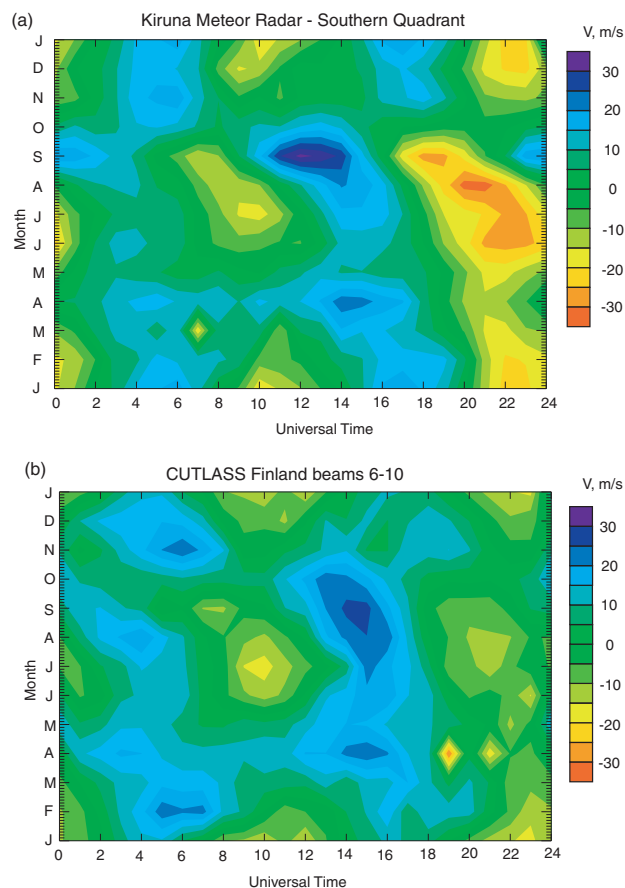 (a)
Kiruna Meteor Radar - Southern Quadrant
V, m/s
J
D
N
O
S
A
J
J
M
A
M
F
J
Month
0 2 4 6 8 10 12 14 16 18 20 22 24
Universal Time
30
20
10
0
-10
-20
-30
(b)
CUTLASS Finland beams 6-10
V, m/s
J
D
N
O
S
A
J
J
M
A
M
F
J
Month
0 2 4 6 8 10 12 14 16 18 20 22 24
Universal Time
30
20
10
0
-10
-20
-30